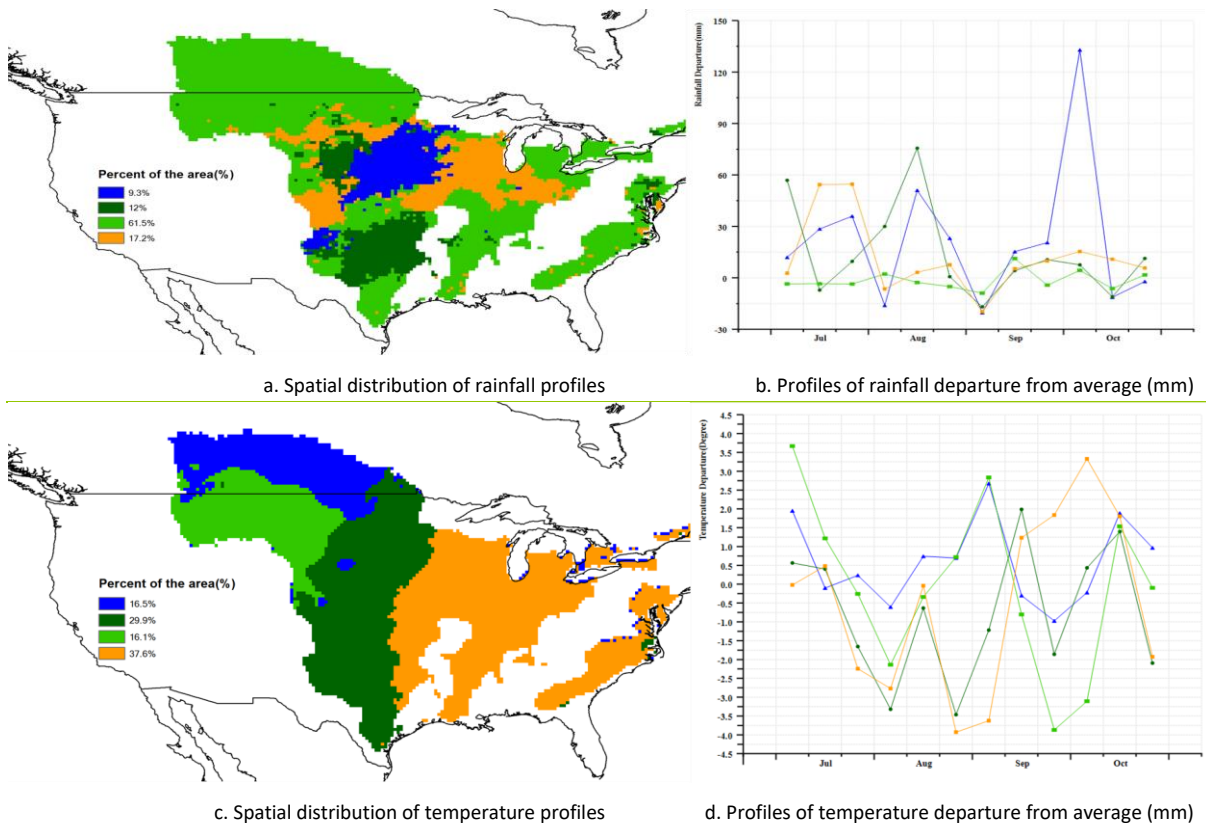 Percent of the area(%)
9.3%
12%
61.5%
17.2%
Rainfall Departure(mm)
150
120
90
60
30
0
-30
Jul
Aug
Sep
Oct
a. Spatial distribution of rainfall profiles
b. Profiles of rainfall departure from average (mm)
Percent of the area(%)
16.5%
29.9%
16.1%
37.6%
Temperature Departure(Degree)
4.5
4.0
3.5
3.0
2.5
2.0
1.5
1.0
0.5
0.0
-0.5
-1.0
-1.5
-2.0
-2.5
-3.0
-3.5
-4.0
-4.5
Jul
Aug
Sep
Oct
c. Spatial distribution of temperature profiles
d. Profiles of temperature departure from average (mm)